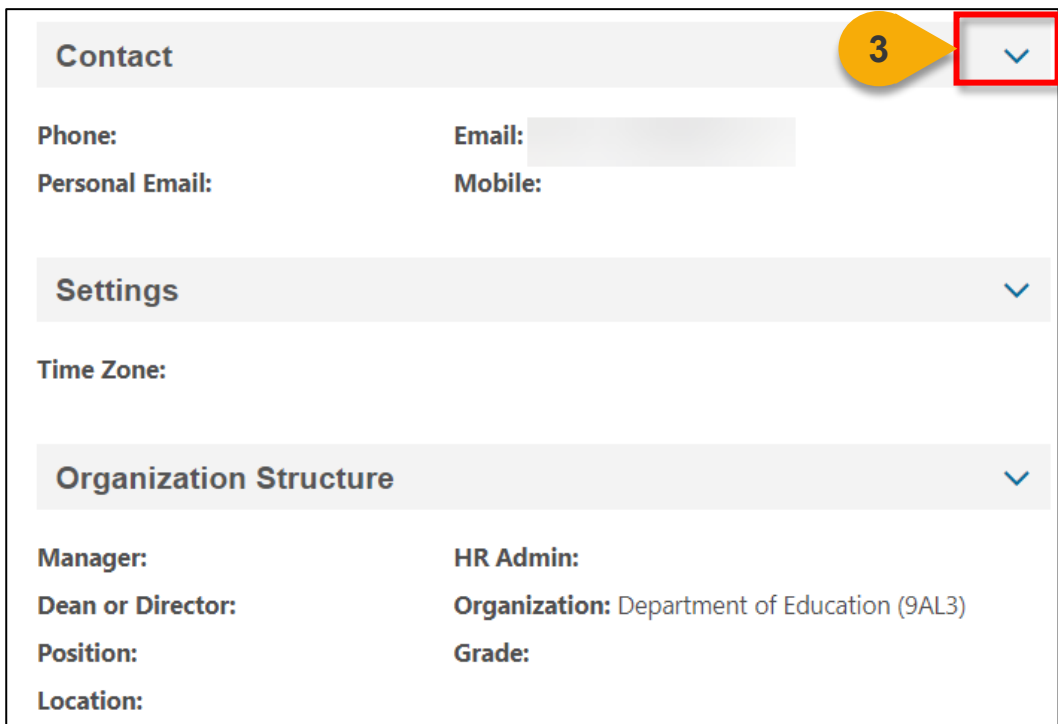 Contact 3
Phone: Email:
Personal Email: Mobile:
Settings
Time Zone:
Organization Structure
Manager: HR Admin:
Dean or Director: Organization: Department of Education (9AL3)
Position: Grade:
Location: